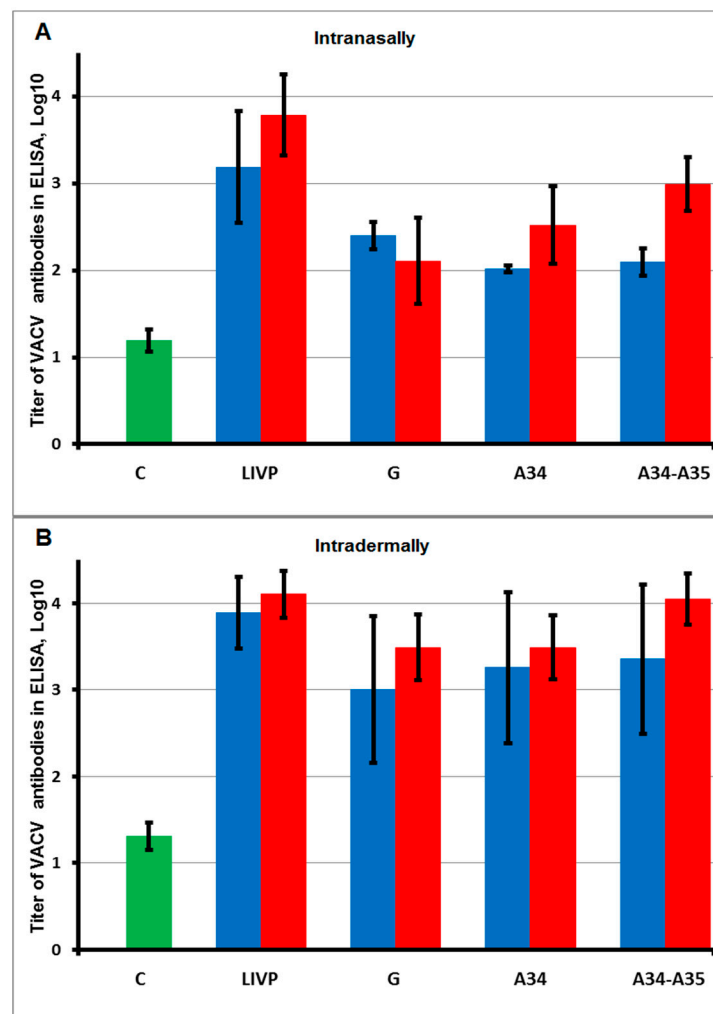 A
Intranasally
Titer of VACV antibodies in ELISA, Log10
4
3
2
1
0
C LIVP G A34 A34-A35
B
Intradermally
Titer of VACV antibodies in ELISA, Log10
4
3
2
1
0
C LIVP G A34 A34-A35